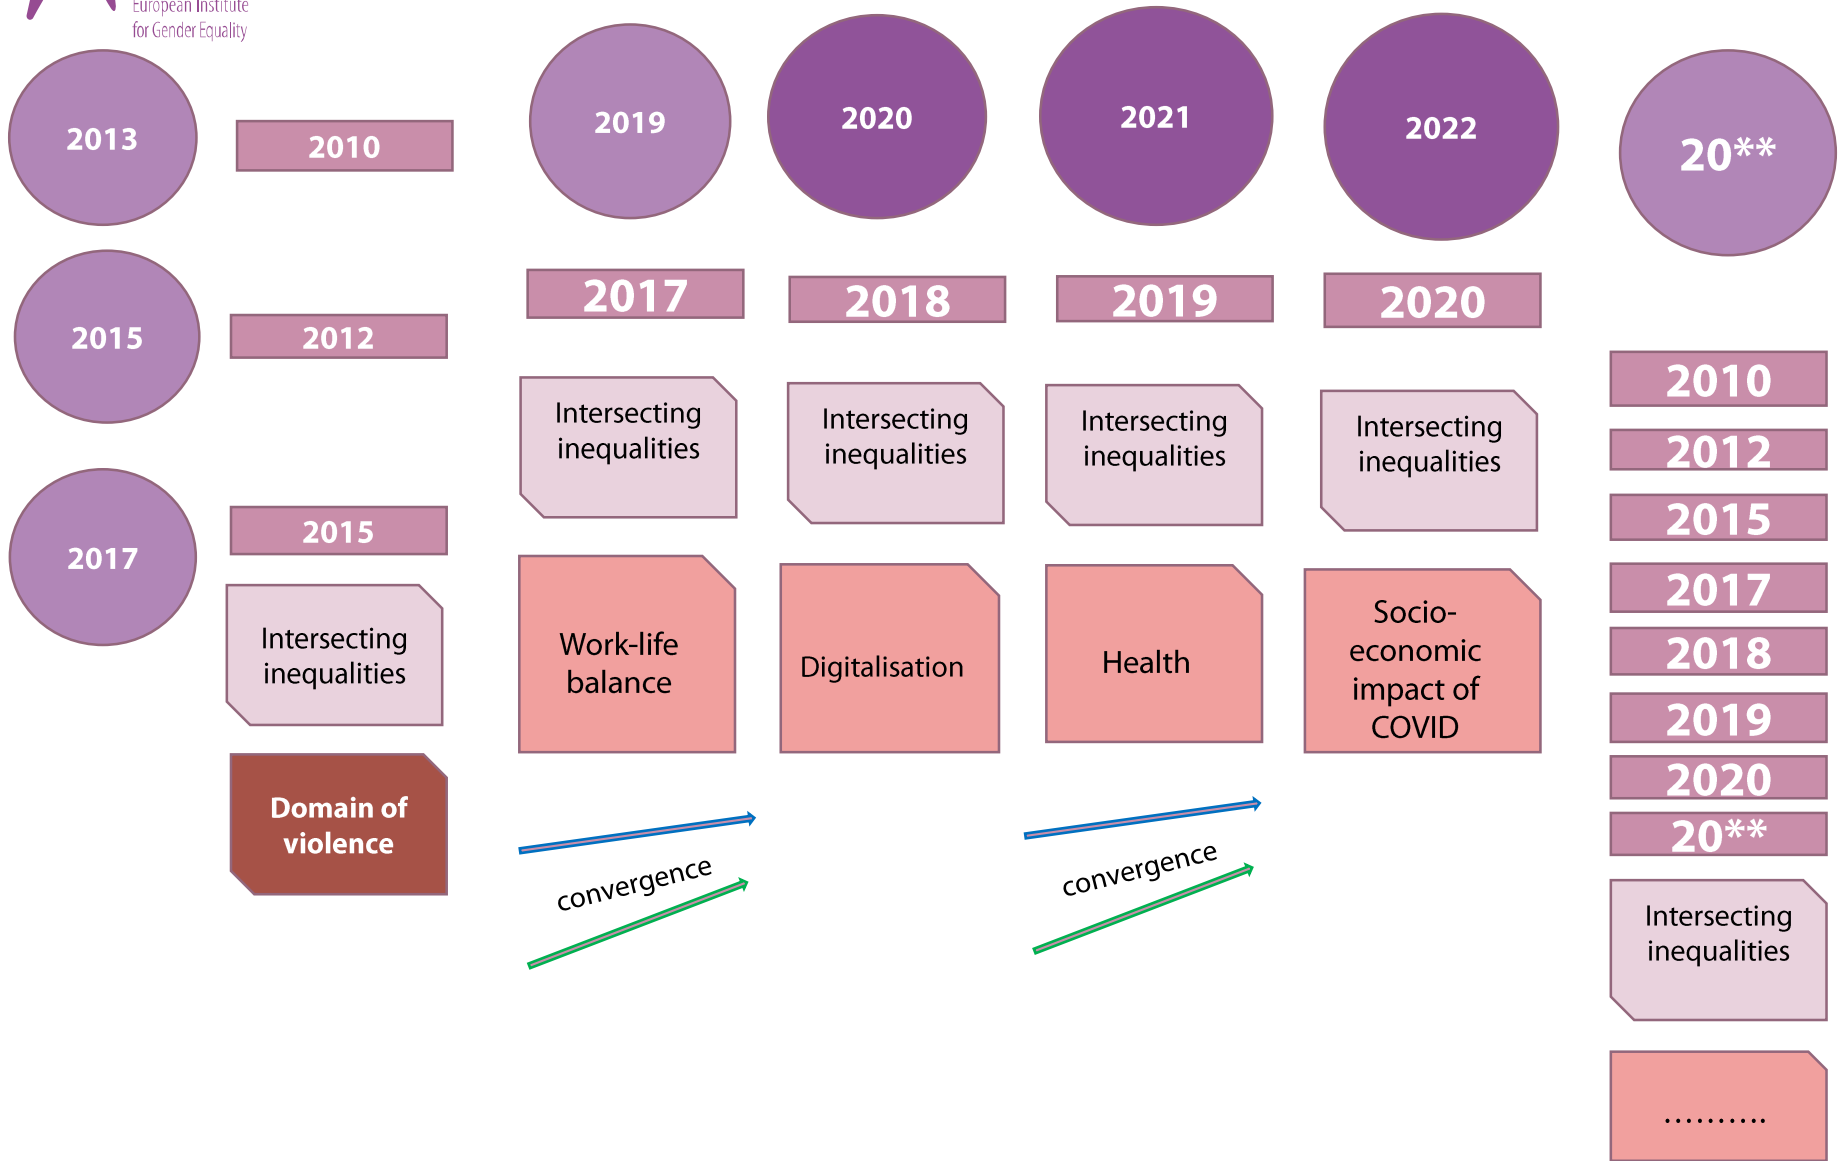 European Institute
for Gender Equality
2013
2010
2015
2012
2017
2015
Intersecting
inequalities
Domain of
violence
2019
2017
Intersecting
inequalities
Work-life
balance
convergence
2020
2018
Intersecting
inequalities
Digitalisation
2021
2019
Intersecting
inequalities
Health
convergence
2022
2020
Intersecting
inequalities
Socio-
economic
impact of
COVID
20**
2010
2012
2015
2017
2018
2019
2020
20**
Intersecting
inequalities
..........